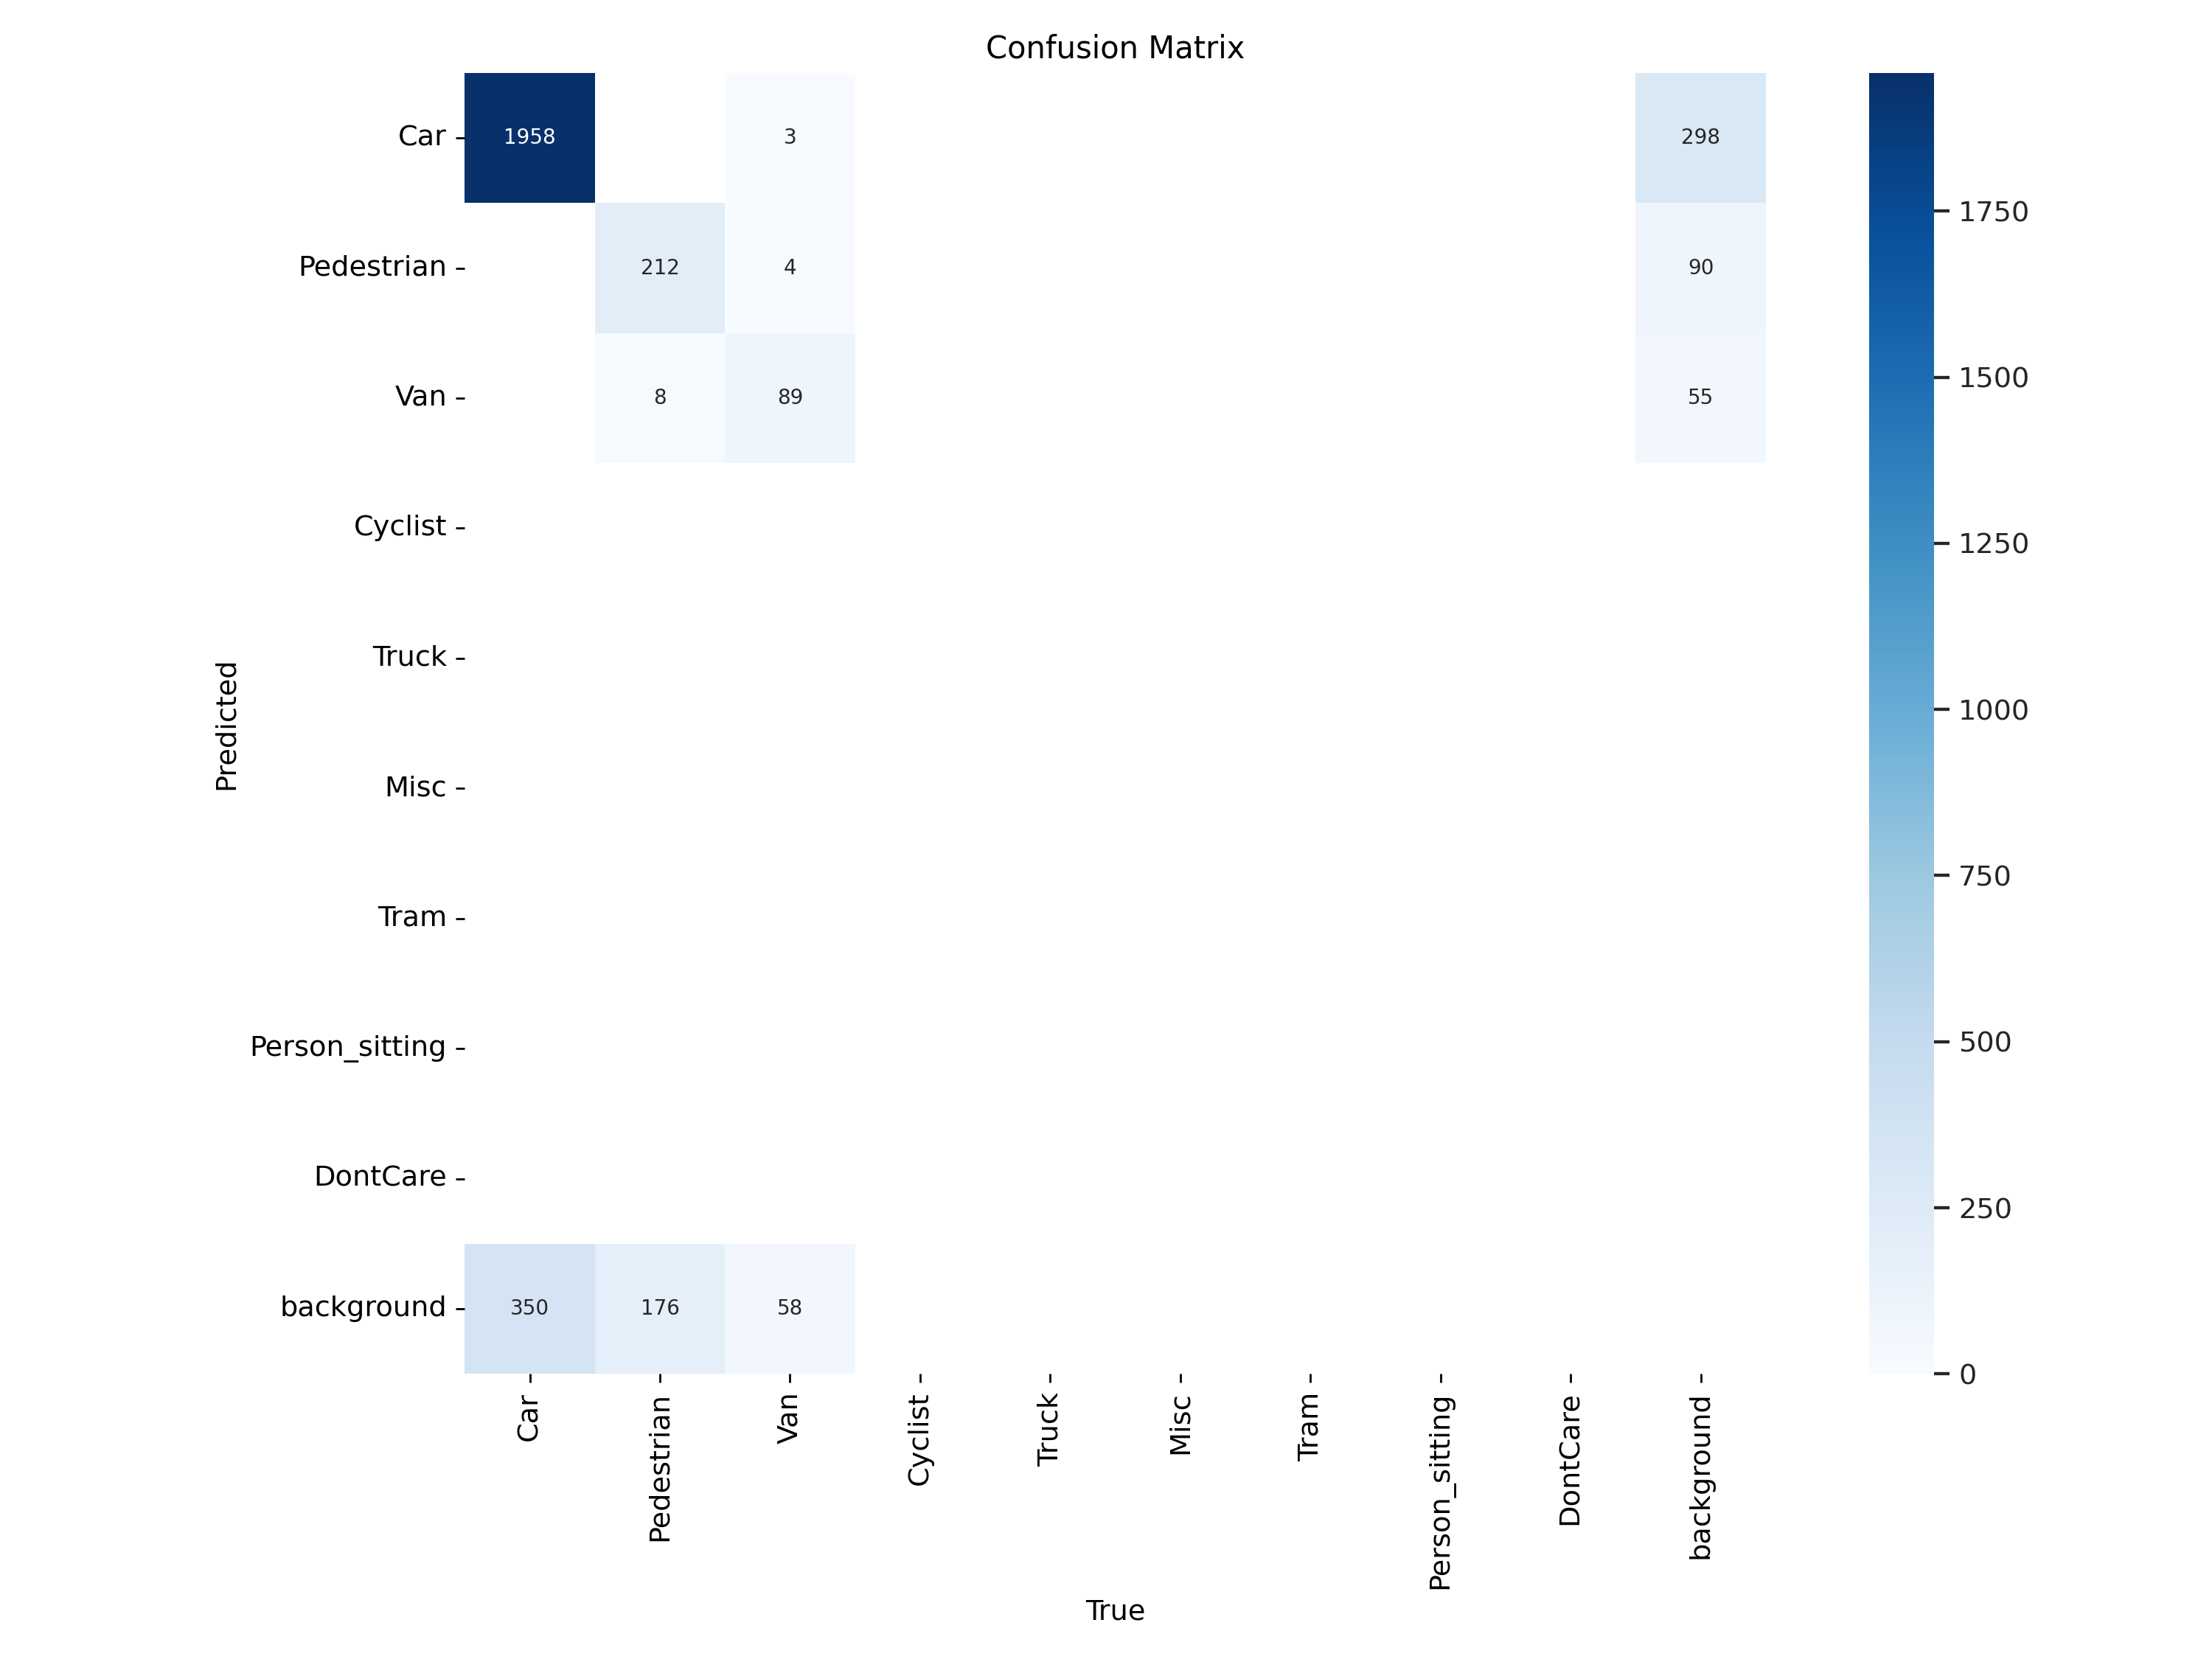 Confusion Matrix
Car
1958
3
298
1750
Pedestrian
212
4
90
1500
Van
8
89
55
1250
Cyclist
Truck
1000
Predicted
Misc
750
Tram
500
Person_sitting
250
DontCare
background
350
176
58
0
Car
Pedestrian
Van
Cyclist
Truck
Misc
Tram
Person_sitting
DontCare
background
True